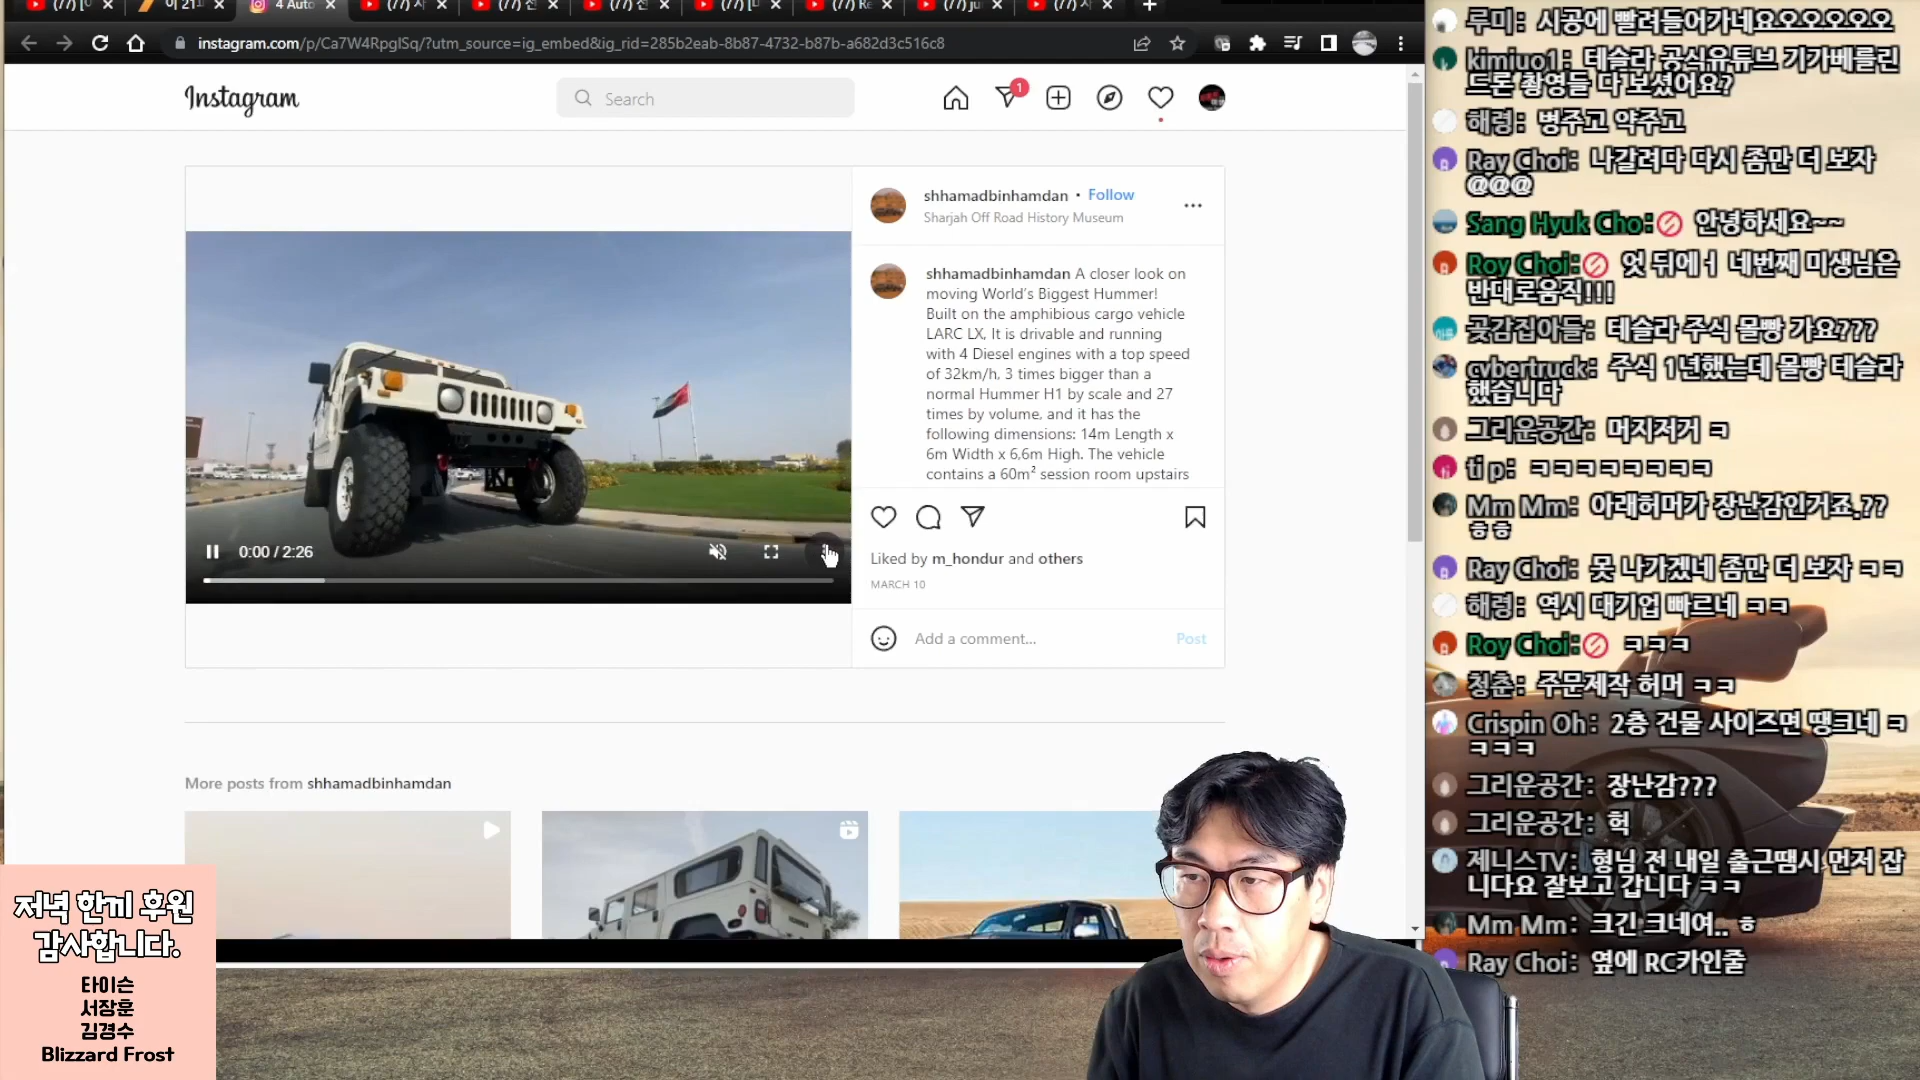 instagram.com/p/Ca7W4RpglSq/?utm_source=ig_embed&ig_rid=285b2eab-8b87-4732-b87b-a682d3c516c8
Instagram
Search
1
shhamadbinhamdan • Follow
Sharjah Off Road History Museum
shhamadbinhamdan A closer look on
moving World's Biggest Hummer!
Built on the amphibious cargo vehicle
LARC LX, It is drivable and running
with 4 Diesel engines with a top speed
of 32km/h, 3 times bigger than a
normal Hummer H1 by scale and 27
times by volume, and it has the
following dimensions: 14m Length x
6m Width x 6,6m High. The vehicle
contains a 60m² session room upstairs
0:00 / 2:26
Liked by m_hondur and others
MARCH 10
Add a comment...
Post
More posts from shhamadbinhamdan
저녁 한끼 후원
감사합니다.
타이슨
서장훈
김경수
Blizzard Frost
루미: 시공에 빨려들어가네요오오오오오
kimiuo1: 테슬라 공식유튜브 기가베를린
드론 촬영들 다 보셨어요?
해령: 병주고 약주고
Ray Choi: 나갈려다 다시 좀만 더 보자
@@@
Sang Hyuk Cho: 안녕하세요~~
Roy Choi: 엇 뒤에ㅓ 네번째 미생님은
반대로움직!!!
곶감집아들: 테슬라 주식 몰빵 가요???
cybertruck: 주식 1년했는데 몰빵 테슬라
했습니다
그리운공간: 머지저거 ㅋ
ti p: ㅋㅋㅋㅋㅋㅋㅋㅋ
Mm Mm: 아래허머가 장난감인거죠.??
ㅎㅎ
Ray Choi: 못 나가겠네 좀만 더 보자 ㅋㅋ
해령: 역시 대기업 빠르네 ㅋㅋ
Roy Choi: ㅋㅋㅋ
청춘: 주문제작 허머 ㅋㅋ
Crispin Oh: 2층 건물 사이즈면 땡크네 ㅋ
ㅋㅋㅋ
그리운공간: 장난감???
그리운공간: 헉
제니스TV: 형님 전 내일 출근땜시 먼저 잡
니다요 잘보고 갑니다 ㅋㅋ
Mm Mm: 크긴 크네여.. ㅎ
Ray Choi: 옆에 RC카인줄